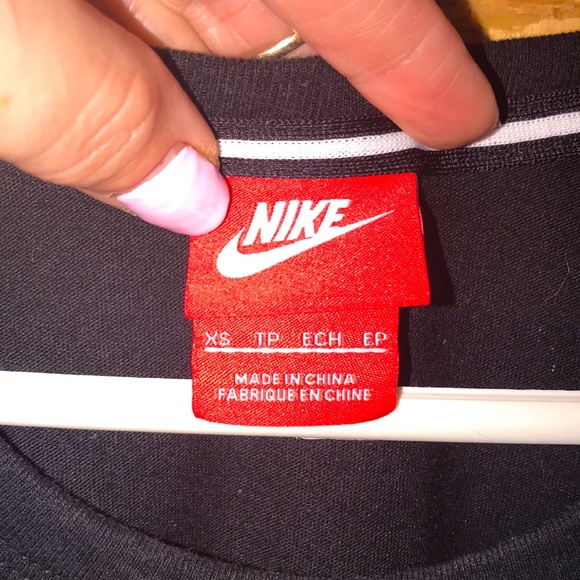 NIKE
XS TP ECH EP
MADE IN CHINA
FABRIQUE EN CHINE